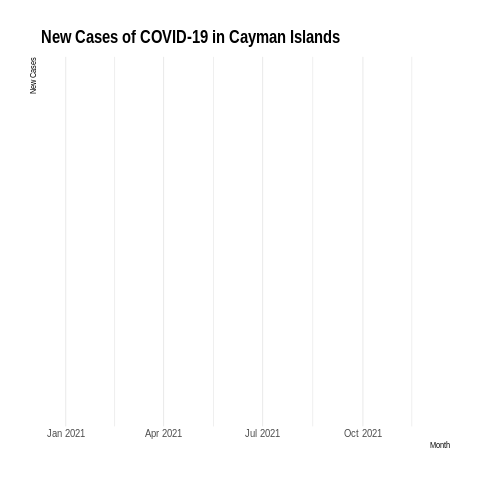 New Cases of COVID-19 in Cayman Islands
New Cases
Jan 2021 Apr 2021 Jul 2021 Oct 2021
Month